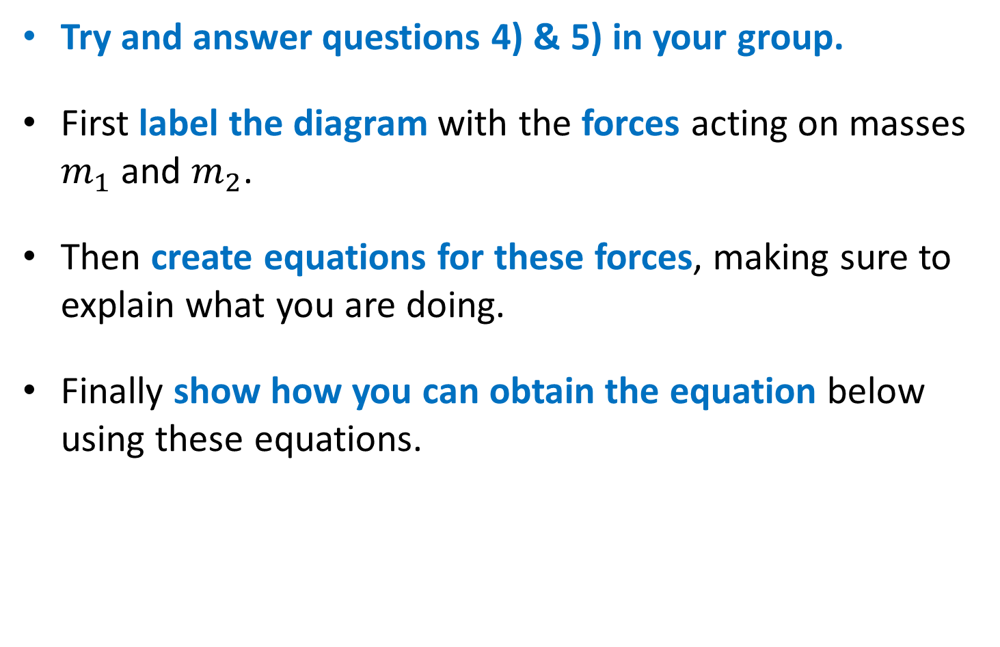 • Try and answer questions 4) & 5) in your group.
• First label the diagram with the forces acting on masses
𝑚₁ and 𝑚₂.
• Then create equations for these forces, making sure to
explain what you are doing.
• Finally show how you can obtain the equation below
using these equations.